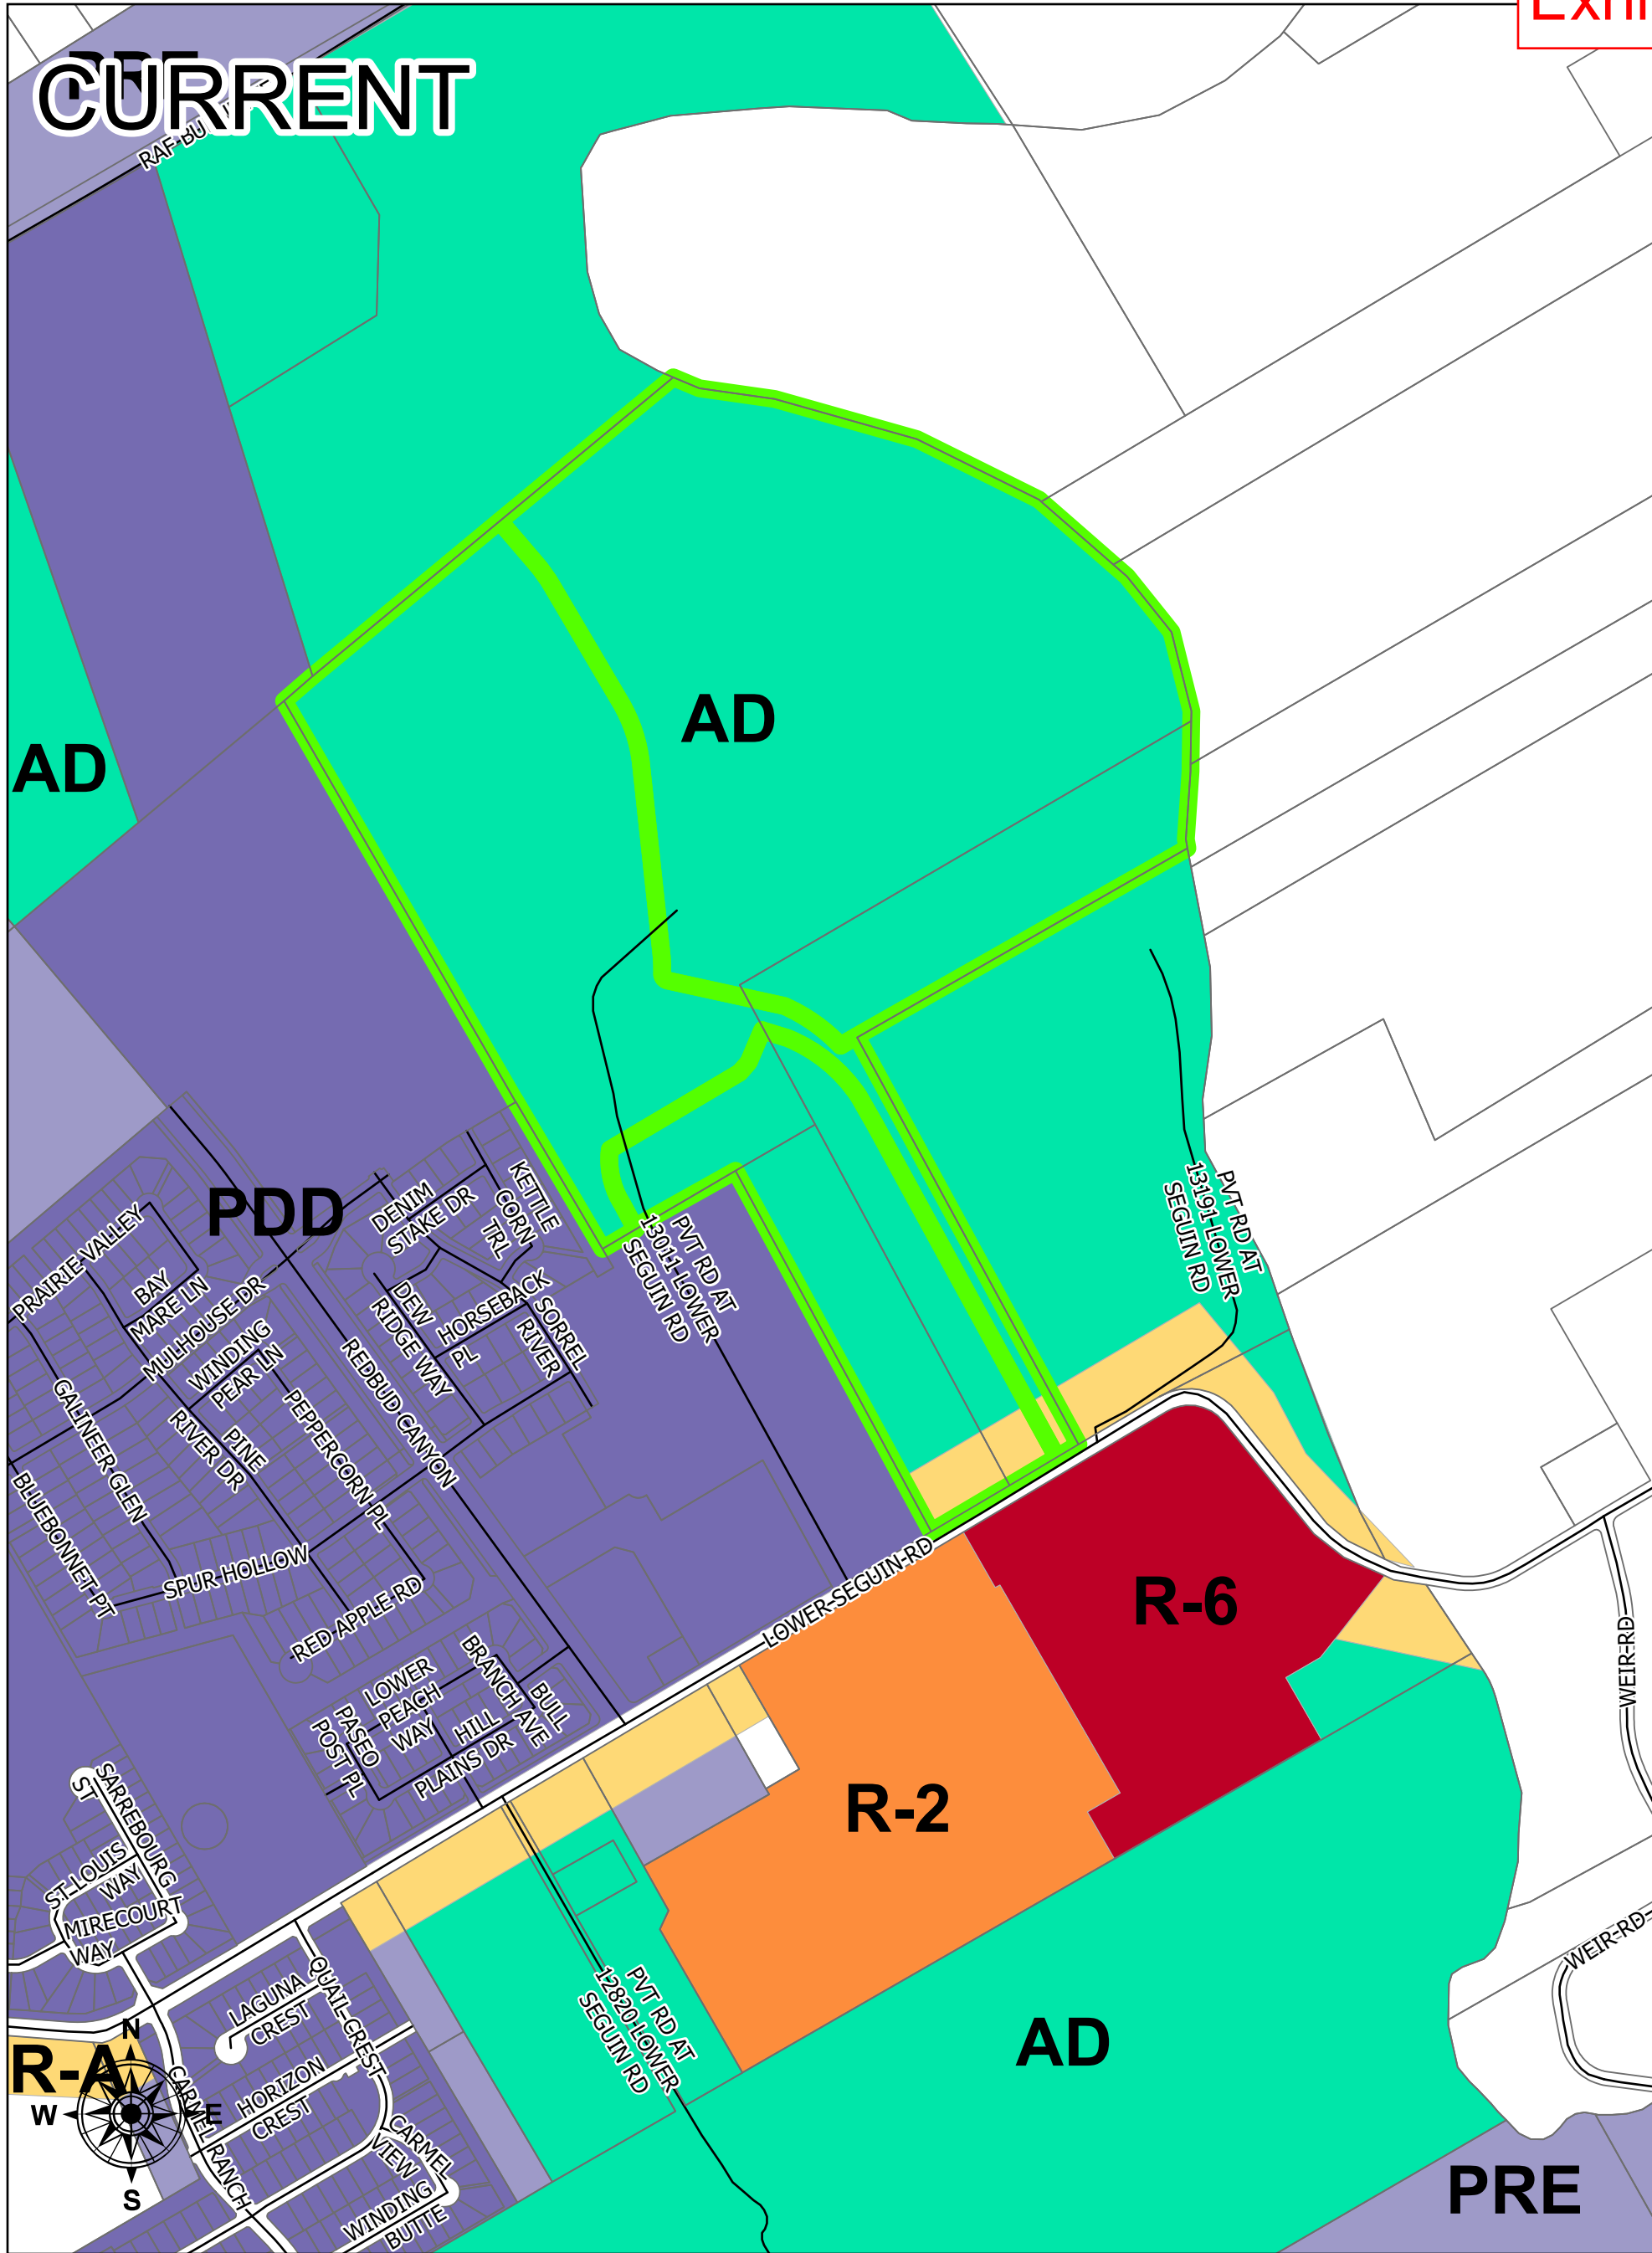 PRE
CURRENT
AD
AD
PDD
DENIM
STAKE DR
KETTLE
CORN
TRL
PRAIRIE VALLEY
BAY
MARE LN
MULHOUSE DR
DEW
RIDGE WAY
HORSEBACK
PL
SORREL
RIVER
WINDING
PEAR LN
REDBUD CANYON
GALINEER GLEN
RIVER DR
PINE
PEPPERCORN PL
BLUEBONNET PT
SPUR HOLLOW
RED APPLE RD
PVT RD AT
13011 LOWER
SEGUIN RD
PVT RD AT
13191 LOWER
SEGUIN RD
LOWER-SEGUIN-RD
R-6
WEIR-RD
LOWER
PEACH
WAY
BRANCH AVE
BULL
HILL
PLAINS DR
PASEO
POST PL
R-2
SARREBOURG
ST
ST LOUIS
WAY
MIRECOURT
WAY
LAGUNA
CREST
QUAIL-CREST
HORIZON
CREST
PVT RD AT
12820-LOWER
SEGUIN RD
WEIR-RD
AD
R-A
N
W
E
S
CARMEL RANCH
CARMEL
VIEW
WINDING
BUTTE
PRE